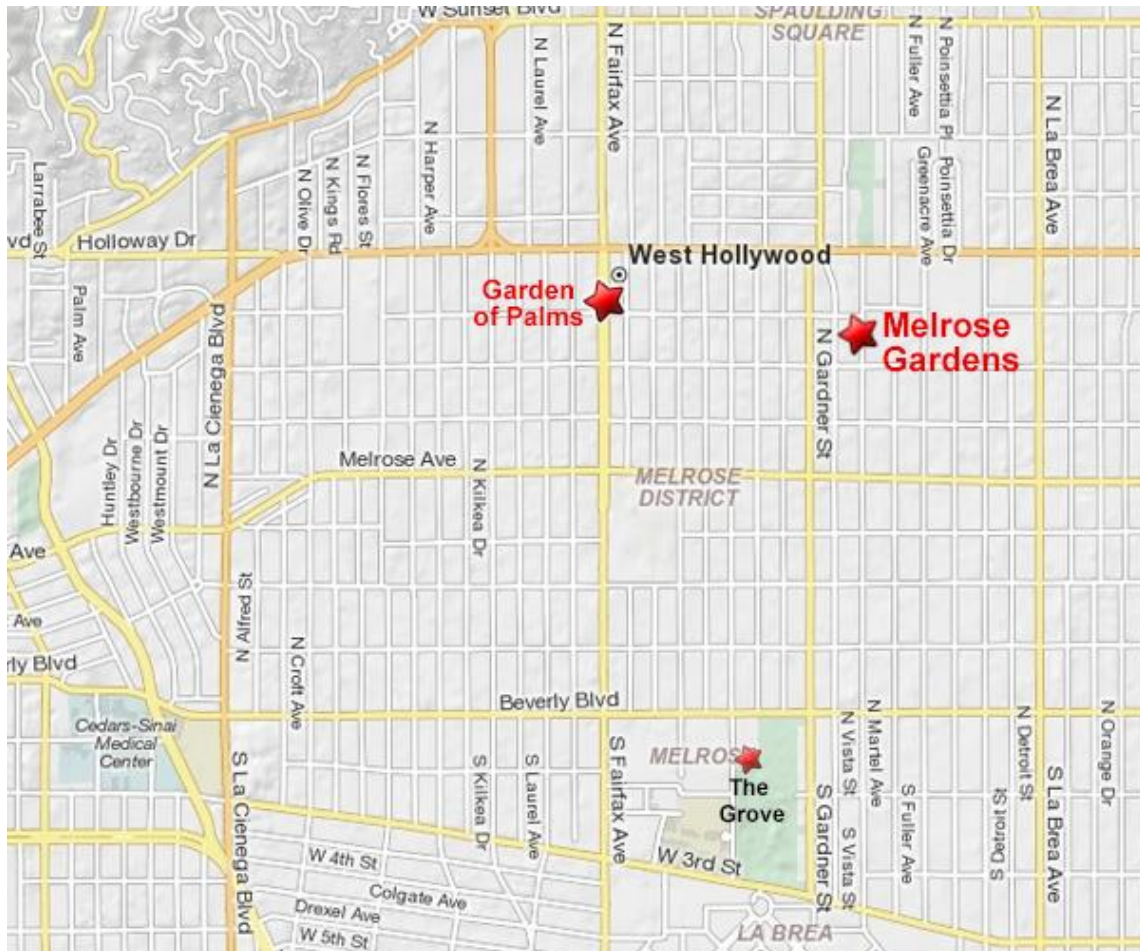 W Sunset Blvd
SPAULDING
SQUARE
N Laurel Ave
N Fairfax Ave
N Fuller Ave
N Poinsettia Pl
N La Brea Ave
Larrabee St
N Harper Ave
N Flores St
N Kings Rd
N Olive Dr
Greenacre Ave
Poinsettia Dr
vd
Holloway Dr
West Hollywood
Palm Ave
Garden
of Palms
Melrose
Gardens
N La Cienega Blvd
N Gardner St
Huntley Dr
Westbourne Dr
Westmount Dr
Melrose Ave
N Kilkea Dr
MELROSE
DISTRICT
Ave
N Alfred St
Ave
N Croft Ave
rly Blvd
Beverly Blvd
Cedars-Sinai
Medical
Center
S La Cienega Blvd
S Kilkea Dr
S Laurel Ave
S Fairfax Ave
MELROS
The
Grove
N Vista St
N Martel Ave
N Detroit St
N Orange Dr
S Gardner St
S Vista St
S Fuller Ave
S Detroit St
S La Brea Ave
W 3rd St
W 4th St
Colgate Ave
Drexel Ave
W 5th St
LA BREA